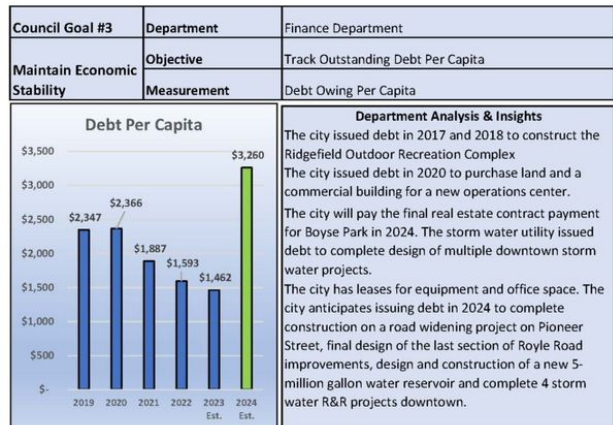 Council Goal #3
Department
Finance Department
Maintain Economic
Stability
Objective
Track Outstanding Debt Per Capita
Measurement
Debt Owing Per Capita
Debt Per Capita
$3,500
$3,000
$2,500
$2,000
$1,500
$1,000
$500
$-
$2,347
$2,366
$1,887
$1,593
$1,462
$3,260
2019
2020
2021
2022
2023
Est.
2024
Est.
Department Analysis & Insights
The city issued debt in 2017 and 2018 to construct the
Ridgefield Outdoor Recreation Complex
The city issued debt in 2020 to purchase land and a
commercial building for a new operations center.
The city will pay the final real estate contract payment
for Boyse Park in 2024. The storm water utility issued
debt to complete design of multiple downtown storm
water projects.
The city has leases for equipment and office space. The
city anticipates issuing debt in 2024 to complete
construction on a road widening project on Pioneer
Street, final design of the last section of Royle Road
improvements, design and construction of a new 5-
million gallon water reservoir and complete 4 storm
water R&R projects downtown.